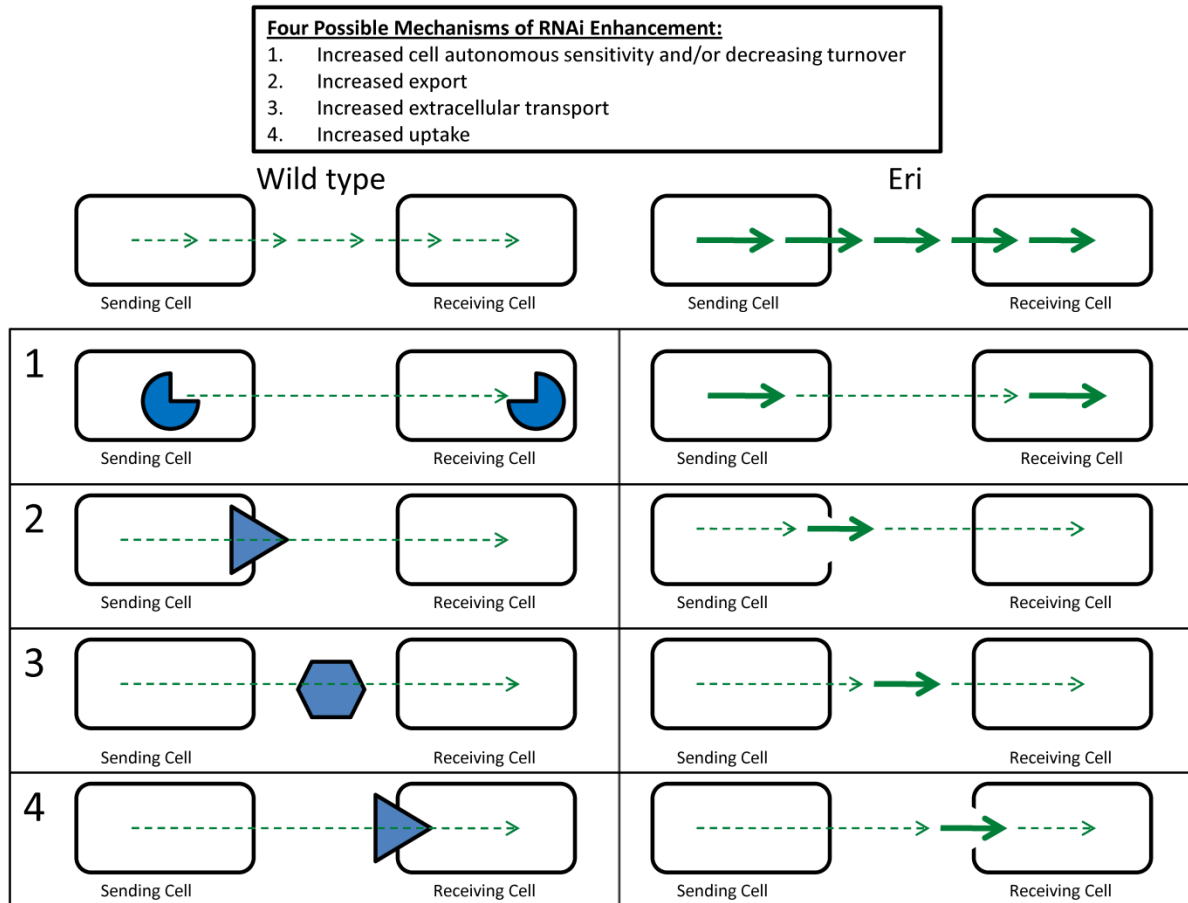 Four Possible Mechanisms of RNAi Enhancement:
1. Increased cell autonomous sensitivity and/or decreasing turnover
2. Increased export
3. Increased extracellular transport
4. Increased uptake
Wild type
Eri
Sending Cell
Receiving Cell
Sending Cell
Receiving Cell
1
Sending Cell
Receiving Cell
Sending Cell
Receiving Cell
2
Sending Cell
Receiving Cell
Sending Cell
Receiving Cell
3
Sending Cell
Receiving Cell
Sending Cell
Receiving Cell
4
Sending Cell
Receiving Cell
Sending Cell
Receiving Cell